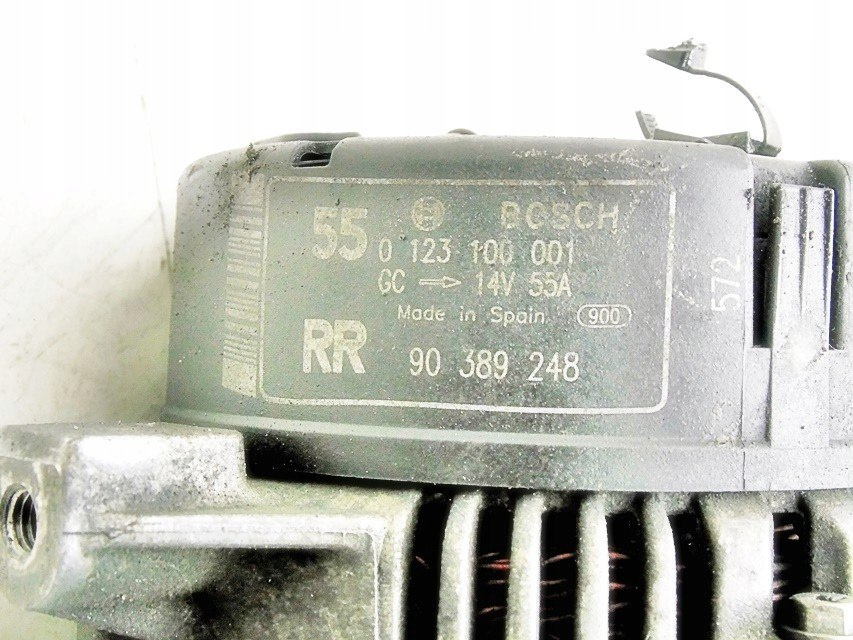 55 BOSCH
0 123 100 001
GC 14V 55A
Made in Spain 900
RR 90 389 248
572